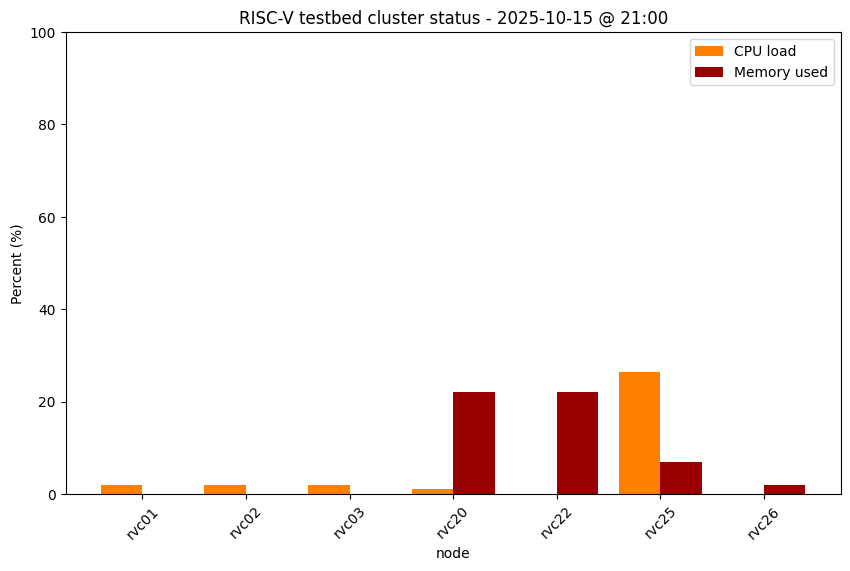 RISC-V testbed cluster status - 2025-10-15 @ 21:00
CPU load
Memory used
Percent (%)
100
80
60
40
20
0
rvc01
rvc02
rvc03
rvc20
rvc22
rvc25
rvc26
node